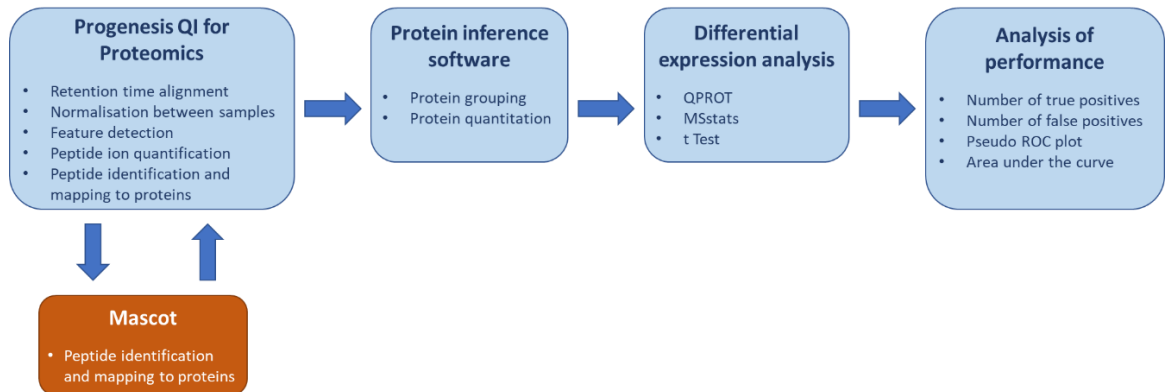 Progenesis QI for
Proteomics
• Retention time alignment
• Normalisation between samples
• Feature detection
• Peptide ion quantification
• Peptide identification and
mapping to proteins
Protein inference
software
• Protein grouping
• Protein quantitation
Differential
expression analysis
• QPROT
• MSstats
• t Test
Analysis of
performance
• Number of true positives
• Number of false positives
• Pseudo ROC plot
• Area under the curve
Mascot
• Peptide identification
and mapping to proteins